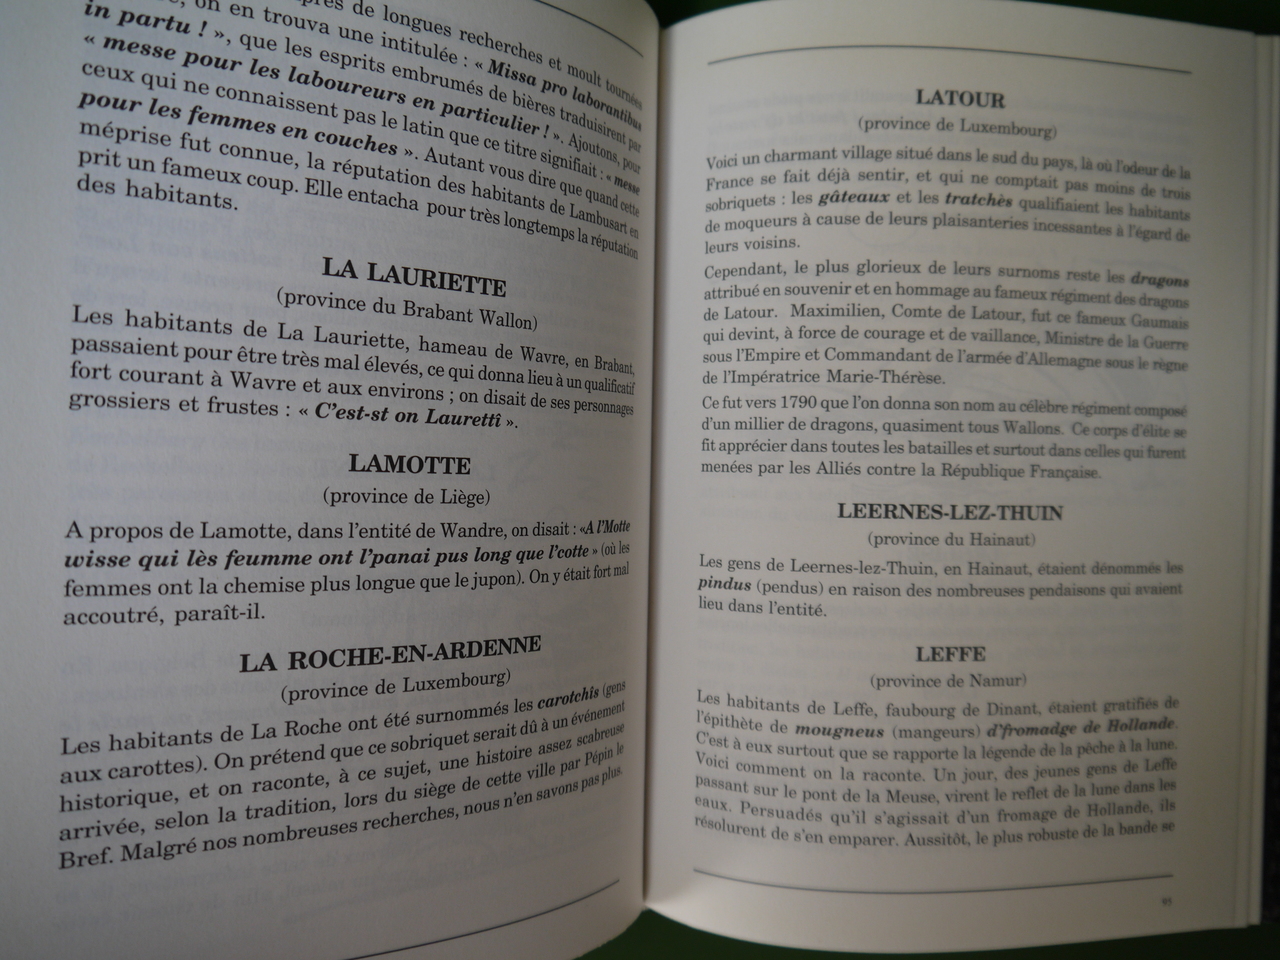 près de longues recherches et moult tournées
, on en trouva une intitulée : « Missa pro laborantibus
in partu ! », que les esprits embrumés de bières traduisirent par
« messe pour les laboureurs en particulier ! ». Ajoutons, pour
ceux qui ne connaissent pas le latin que ce titre signifiait : « messe
pour les femmes en couches ». Autant vous dire que quand cette
méprise fut connue, la réputation des habitants de Lambusart en
prit un fameux coup. Elle entacha pour très longtemps la réputation
des habitants.
LA LAURIETTE
(province du Brabant Wallon)
Les habitants de La Lauriette, hameau de Wavre, en Brabant,
passaient pour être très mal élevés, ce qui donna lieu à un qualificatif
fort courant à Wavre et aux environs ; on disait de ses personnages
grossiers et frustes : « C'est-st on Laurettî ».
LAMOTTE
(province de Liège)
A propos de Lamotte, dans l'entité de Wandre, on disait : «A l'Motte
wisse qui lès feumme ont l'panai pus long que l'cotte » (où les
femmes ont la chemise plus longue que le jupon). On y était fort mal
accoutré, paraît-il.
LA ROCHE-EN-ARDENNE
(province de Luxembourg)
Les habitants de La Roche ont été surnommés les carotchîs (gens
aux carottes). On prétend que ce sobriquet serait dû à un événement
historique, et on raconte, à ce sujet, une histoire assez scabreuse
arrivée, selon la tradition, lors du siège de cette ville par Pépin le
Bref. Malgré nos nombreuses recherches, nous n'en savons pas plus.
LATOUR
(province de Luxembourg)
Voici un charmant village situé dans le sud du pays, là où l'odeur de la
France se fait déjà sentir, et qui ne comptait pas moins de trois
sobriquets : les gâteaux et les tratchès qualifiaient les habitants
de moqueurs à cause de leurs plaisanteries incessantes à l'égard de
leurs voisins.
Cependant, le plus glorieux de leurs surnoms reste les dragons
attribué en souvenir et en hommage au fameux régiment des dragons
de Latour. Maximilien, Comte de Latour, fut ce fameux Gaumais
qui devint, à force de courage et de vaillance, Ministre de la Guerre
sous l'Empire et Commandant de l'armée d'Allemagne sous le règne
de l'Impératrice Marie-Thérèse.
Ce fut vers 1790 que l'on donna son nom au célèbre régiment composé
d'un millier de dragons, quasiment tous Wallons. Ce corps d'élite se
fit apprécier dans toutes les batailles et surtout dans celles qui furent
menées par les Alliés contre la République Française.
LEERNES-LEZ-THUIN
(province du Hainaut)
Les gens de Leernes-lez-Thuin, en Hainaut, étaient dénommés les
pindus (pendus) en raison des nombreuses pendaisons qui avaient
lieu dans l'entité.
LEFFE
(province de Namur)
Les habitants de Leffe, faubourg de Dinant, étaient gratifiés de
l'épithète de mougneus (mangeurs) d'fromadge de Hollande.
C'est à eux surtout que se rapporte la légende de la pêche à la lune.
Voici comment on la raconte. Un jour, des jeunes gens de Leffe
passant sur le pont de la Meuse, virent le reflet de la lune dans les
eaux. Persuadés qu'il s'agissait d'un fromage de Hollande, ils
résolurent de s'en emparer. Aussitôt, le plus robuste de la bande se